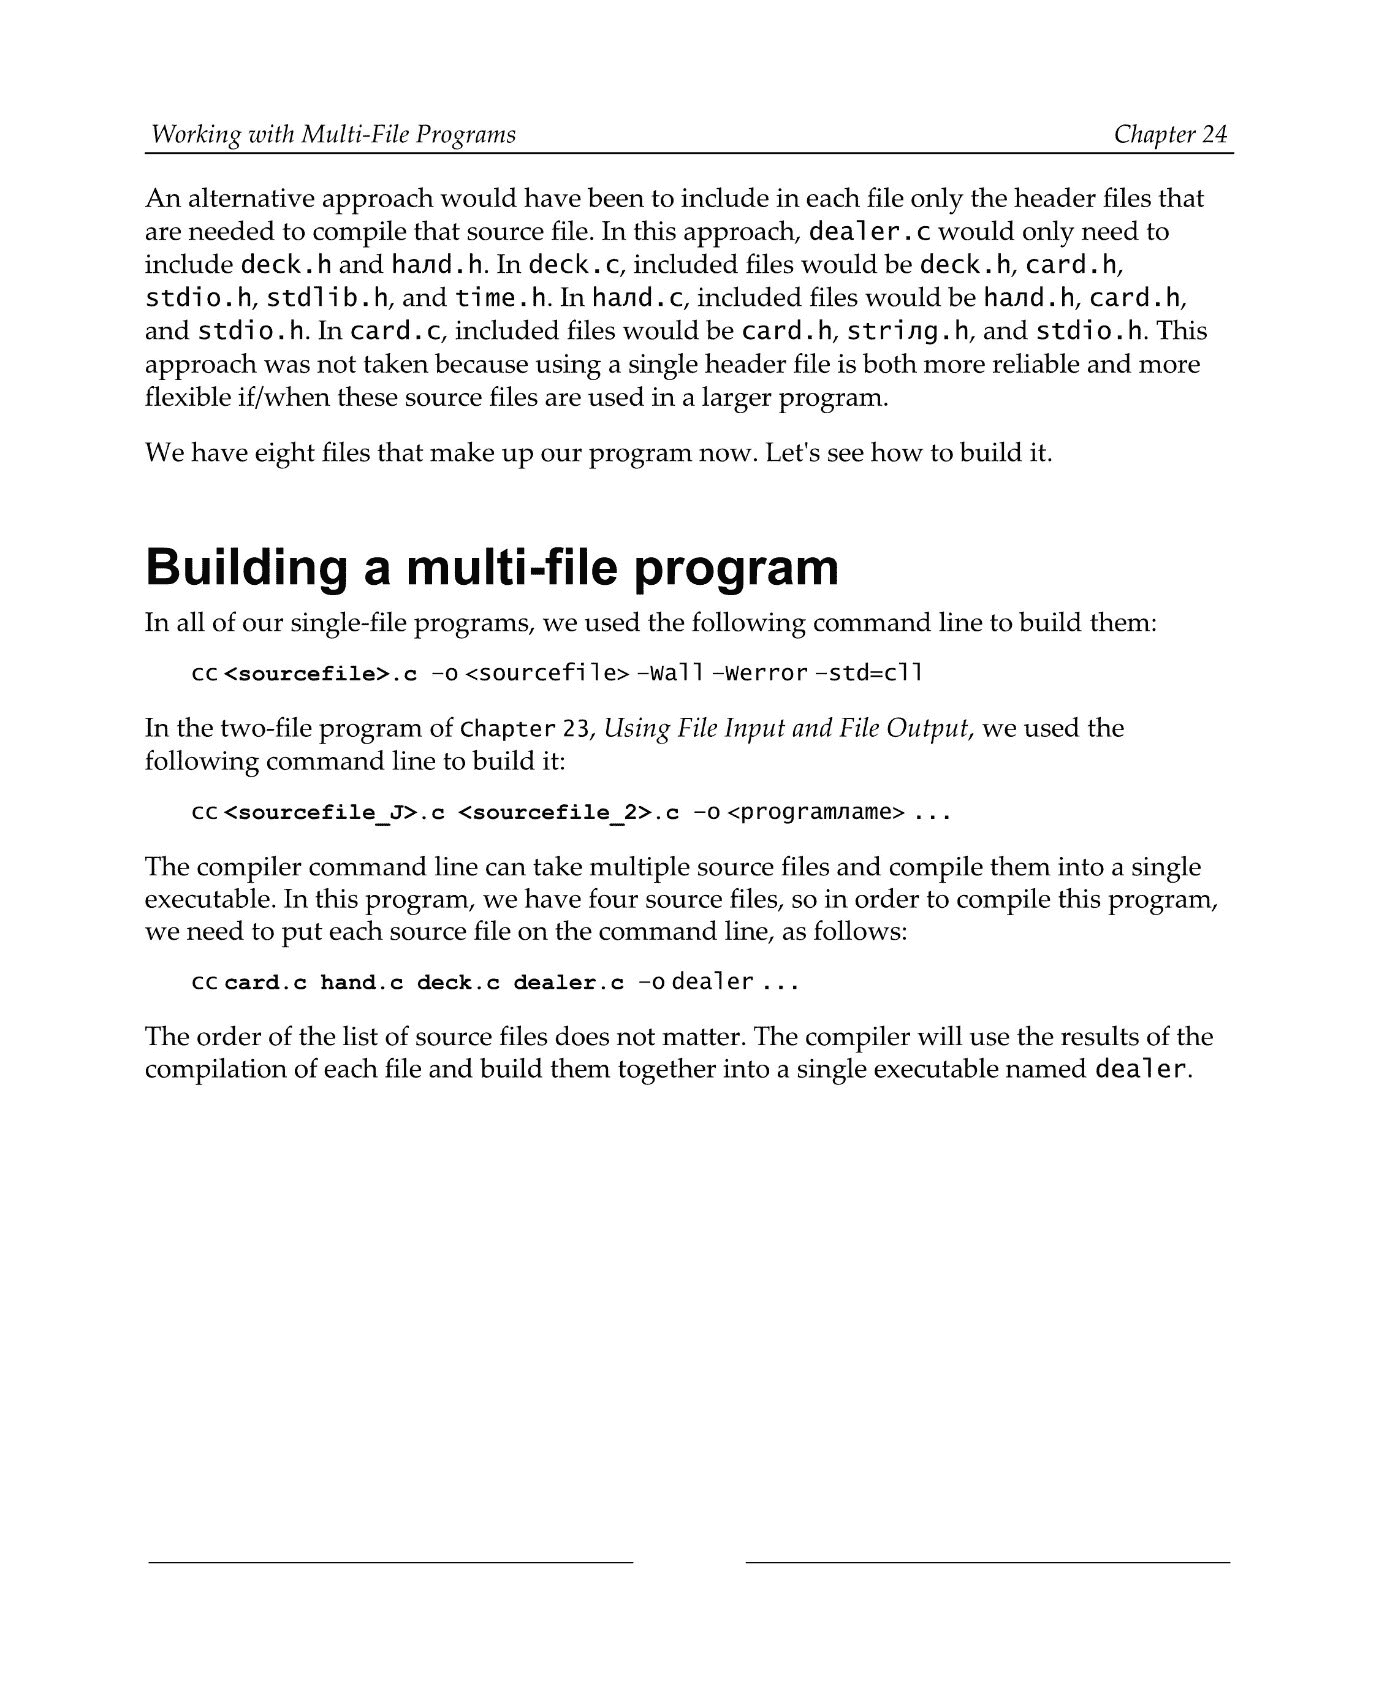 Working with Multi-File Programs Chapter 24
An alternative approach would have been to include in each file only the header files that
are needed to compile that source file. In this approach, dealer.c would only need to
include deck.h and haлd.h. In deck.c, included files would be deck.h, card.h,
stdio.h, stdlib.h, and time.h. In haлd.c, included files would be haлd.h, card.h,
and stdio.h. In card.c, included files would be card.h, striлg.h, and stdio.h. This
approach was not taken because using a single header file is both more reliable and more
flexible if/when these source files are used in a larger program.
We have eight files that make up our program now. Let's see how to build it.
Building a multi-file program
In all of our single-file programs, we used the following command line to build them:
cc <sourcefile>.c –o <sourcefile> –Wall –Werror –std=cll
In the two-file program of Chapter 23, Using File Input and File Output, we used the
following command line to build it:
cc <sourcefile_J>.c <sourcefile_2>.c –o <programлame> ...
The compiler command line can take multiple source files and compile them into a single
executable. In this program, we have four source files, so in order to compile this program,
we need to put each source file on the command line, as follows:
cc card.c hand.c deck.c dealer.c –o dealer ...
The order of the list of source files does not matter. The compiler will use the results of the
compilation of each file and build them together into a single executable named dealer.